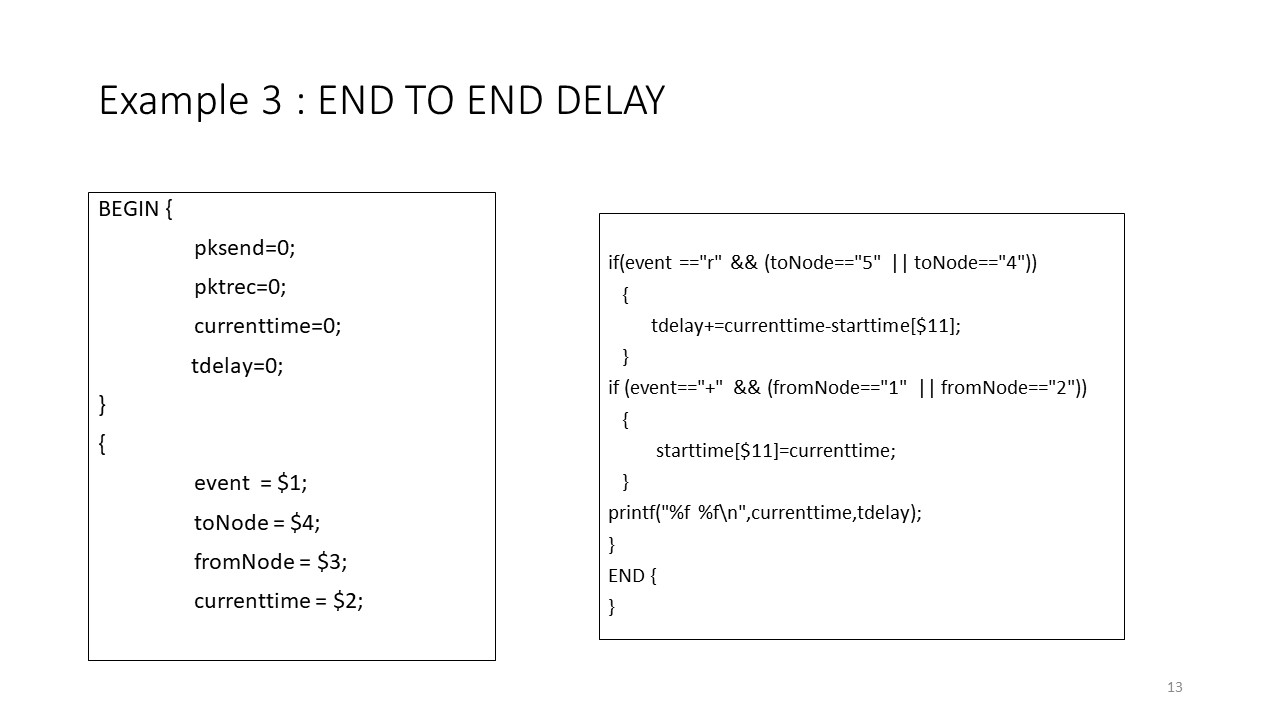 Example 3 : END TO END DELAY
BEGIN {
pksend=0;
pktrec=0;
currenttime=0;
tdelay=0;
}
{
event = $1;
toNode = $4;
fromNode = $3;
currenttime = $2;
if(event =="r" && (toNode=="5" || toNode=="4"))
{
tdelay+=currenttime-starttime[$11];
}
if (event=="+" && (fromNode=="1" || fromNode=="2"))
{
starttime[$11]=currenttime;
}
printf("%f %f\n",currenttime,tdelay);
}
END {
}
13